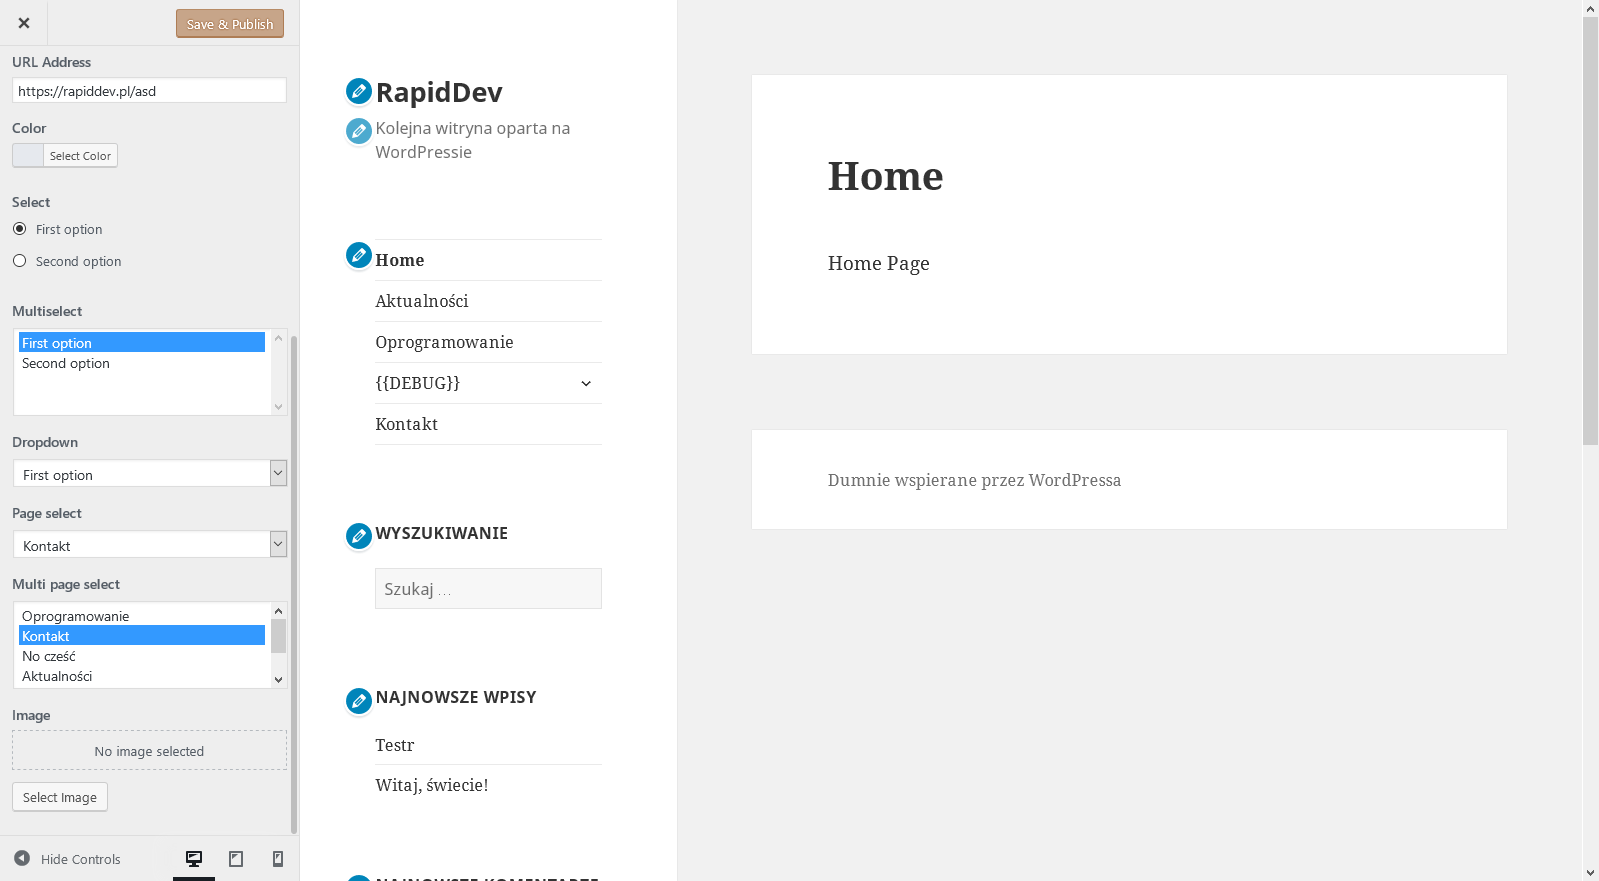 Save & Publish
URL Address
https://rapiddev.pl/asd
Color
Select Color
Select
First option
Second option
Multiselect
First option
Second option
Dropdown
First option
Page select
Kontakt
Multi page select
Oprogramowanie
Kontakt
No cześć
Aktualności
Image
No image selected
Select Image
Hide Controls
RapidDev
Kolejna witryna oparta na
WordPressie
Home
Aktualności
Oprogramowanie
{{DEBUG}}
Kontakt
WYSZUKIWANIE
Szukaj …
NAJNOWSZE WPISY
Testr
Witaj, świecie!
NAJNOWSZE KOMENTARZE
Home
Home Page
Dumnie wspierane przez WordPressa